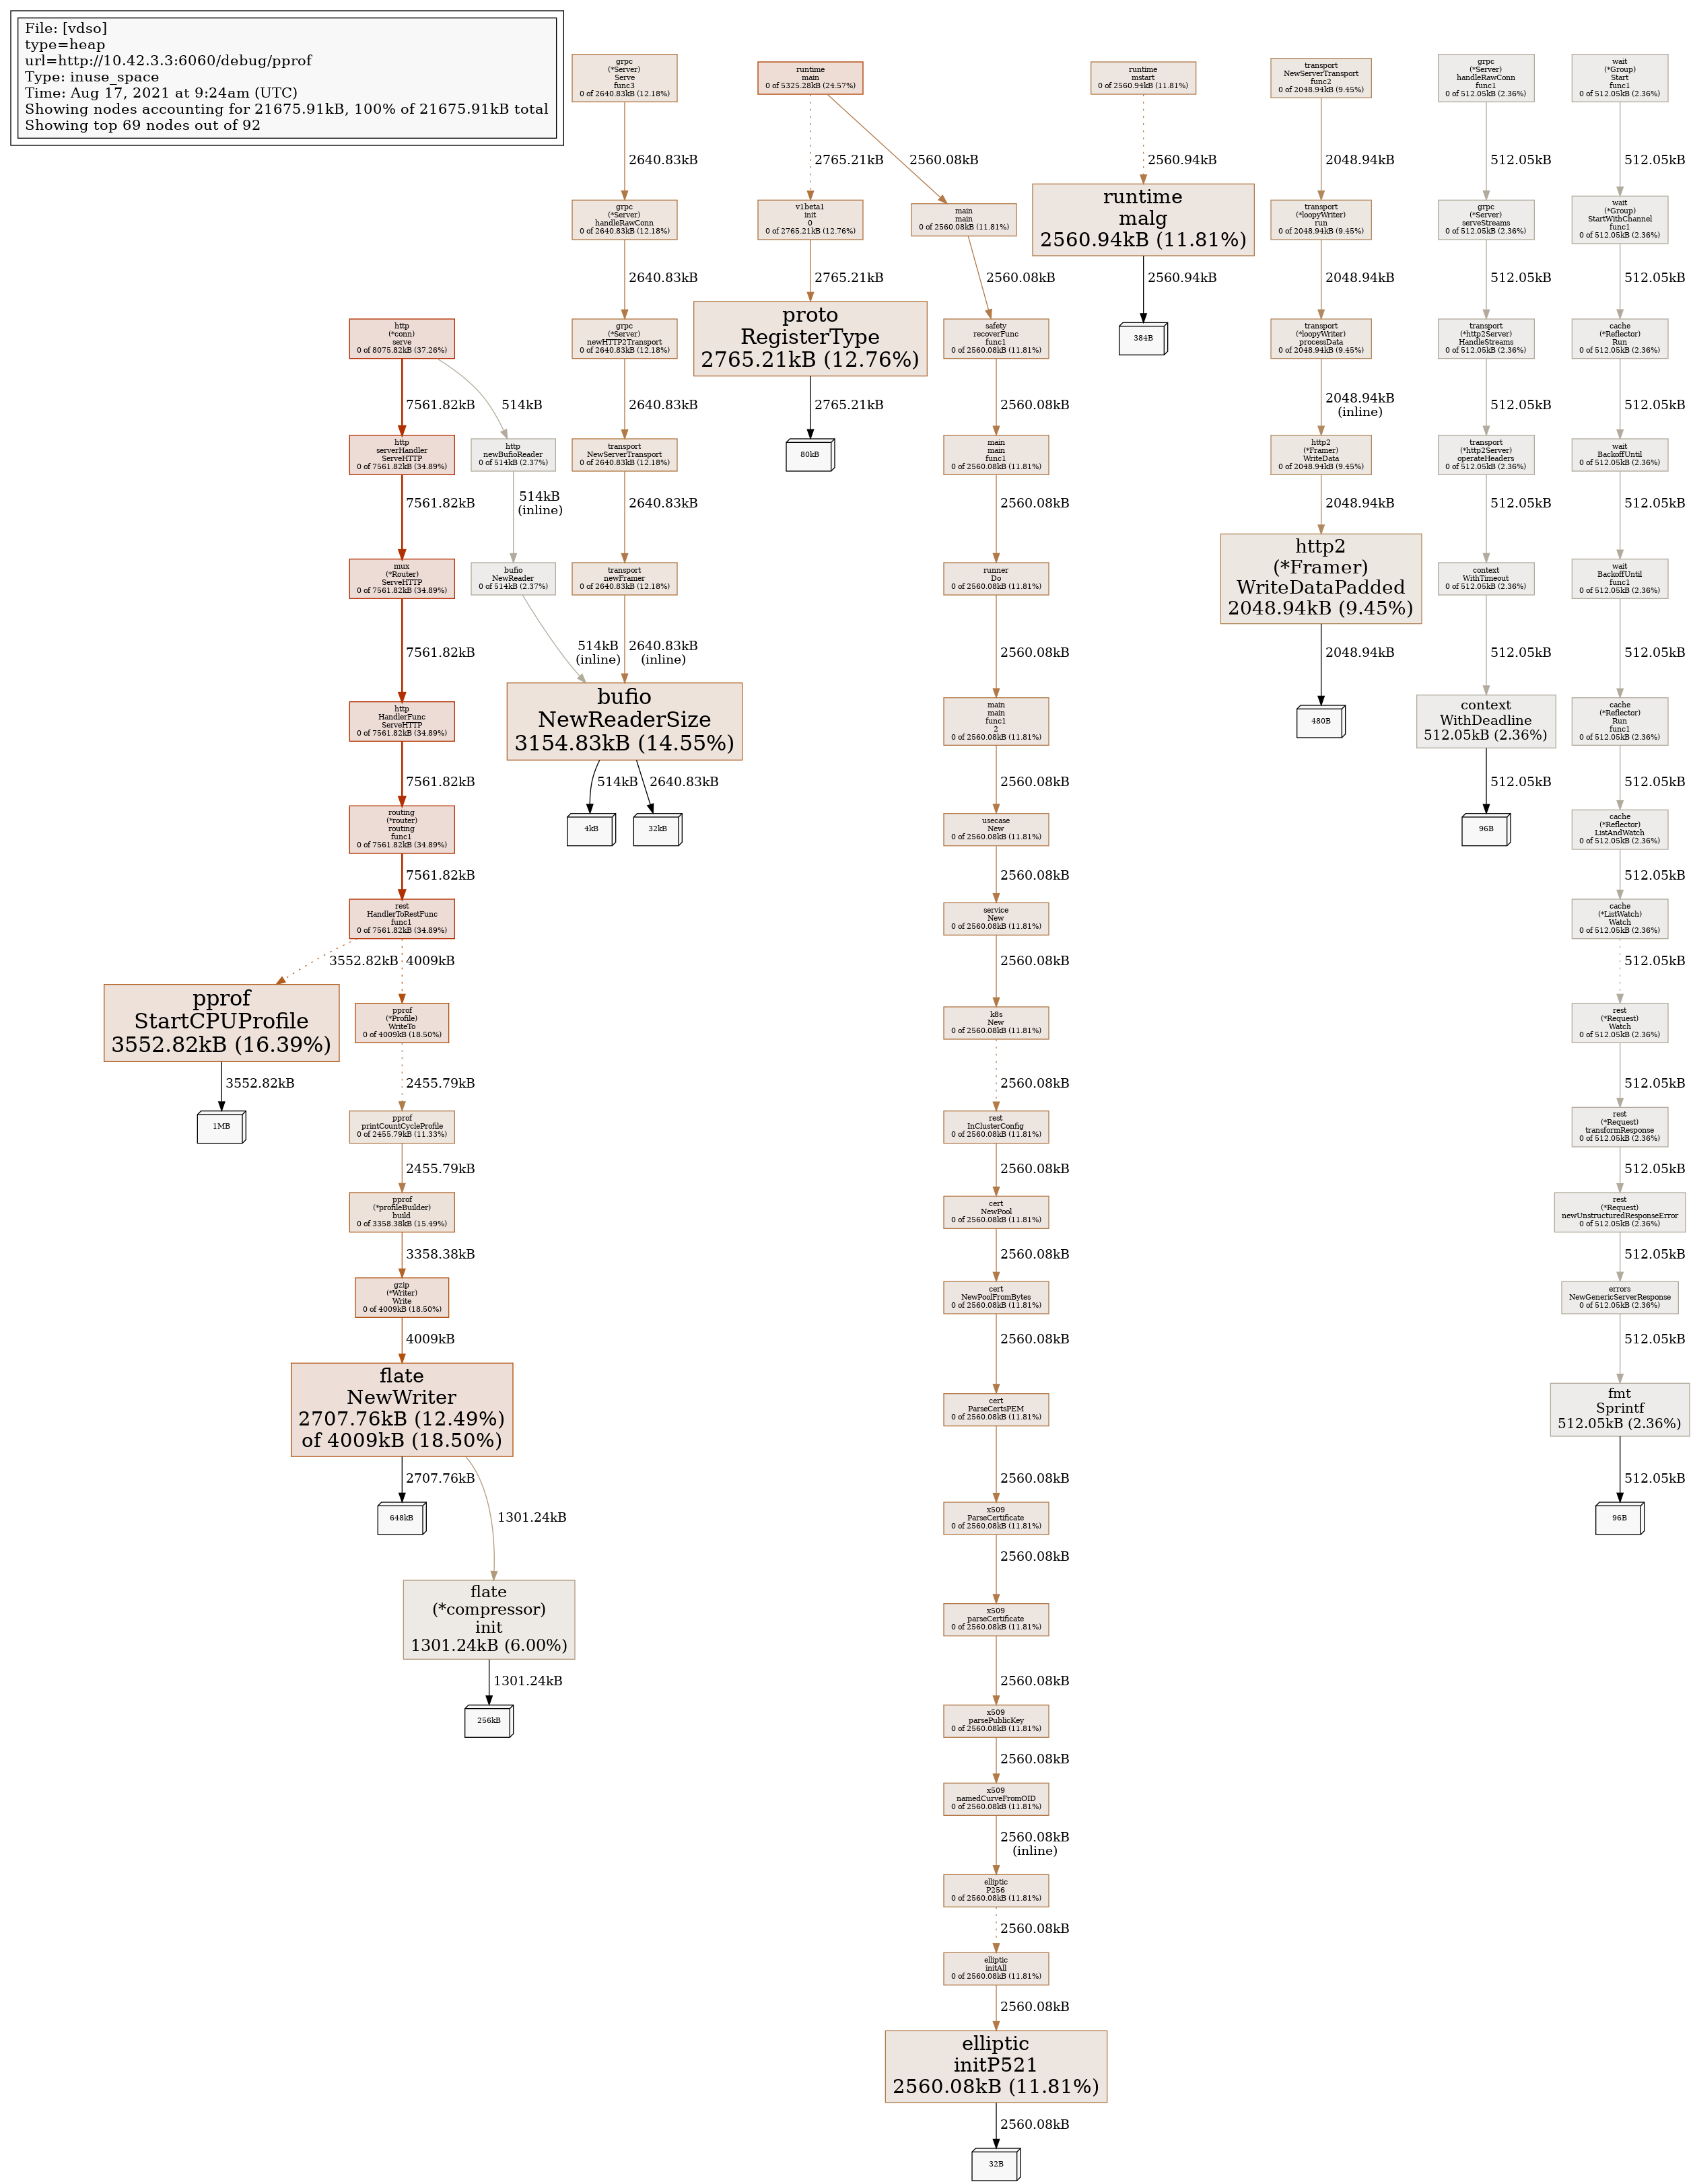 File: [vdso]
type=heap
url=http://10.42.3.3:6060/debug/pprof
Type: inuse_space
Time: Aug 17, 2021 at 9:24am (UTC)
Showing nodes accounting for 21675.91kB, 100% of 21675.91kB total
Showing top 69 nodes out of 92
http
(*conn)
serve
0 of 8075.82kB (37.26%)
7561.82kB
514kB
http
serverHandler
ServeHTTP
0 of 7561.82kB (34.89%)
7561.82kB
mux
(*Router)
ServeHTTP
0 of 7561.82kB (34.89%)
7561.82kB
http
HandlerFunc
ServeHTTP
0 of 7561.82kB (34.89%)
7561.82kB
routing
(*router)
routing
func1
0 of 7561.82kB (34.89%)
7561.82kB
rest
HandlerToRestFunc
func1
0 of 7561.82kB (34.89%)
3552.82kB
4009kB
pprof
StartCPUProfile
3552.82kB (16.39%)
3552.82kB
1MB
pprof
(*Profile)
WriteTo
0 of 4009kB (18.50%)
2455.79kB
pprof
printCountCycleProfile
0 of 2455.79kB (11.33%)
2455.79kB
pprof
(*profileBuilder)
build
0 of 3358.38kB (15.49%)
3358.38kB
gzip
(*Writer)
Write
0 of 4009kB (18.50%)
4009kB
flate
NewWriter
2707.76kB (12.49%)
of 4009kB (18.50%)
2707.76kB
648kB
1301.24kB
flate
(*compressor)
init
1301.24kB (6.00%)
1301.24kB
256kB
http
newBufioReader
0 of 514kB (2.37%)
514kB
(inline)
bufio
NewReader
0 of 514kB (2.37%)
514kB
(inline)
grpc
(*Server)
Serve
func3
0 of 2640.83kB (12.18%)
2640.83kB
grpc
(*Server)
handleRawConn
0 of 2640.83kB (12.18%)
2640.83kB
grpc
(*Server)
newHTTP2Transport
0 of 2640.83kB (12.18%)
2640.83kB
transport
NewServerTransport
0 of 2640.83kB (12.18%)
2640.83kB
transport
newFramer
0 of 2640.83kB (12.18%)
2640.83kB
(inline)
bufio
NewReaderSize
3154.83kB (14.55%)
514kB
2640.83kB
4kB
32kB
runtime
main
0 of 5325.28kB (24.57%)
2765.21kB
2560.08kB
v1beta1
init
0
0 of 2765.21kB (12.76%)
2765.21kB
proto
RegisterType
2765.21kB (12.76%)
2765.21kB
80kB
main
main
0 of 2560.08kB (11.81%)
2560.08kB
safety
recoverFunc
func1
0 of 2560.08kB (11.81%)
2560.08kB
main
main
func1
0 of 2560.08kB (11.81%)
2560.08kB
runner
Do
0 of 2560.08kB (11.81%)
2560.08kB
main
main
func1
2
0 of 2560.08kB (11.81%)
2560.08kB
usecase
New
0 of 2560.08kB (11.81%)
2560.08kB
service
New
0 of 2560.08kB (11.81%)
2560.08kB
k8s
New
0 of 2560.08kB (11.81%)
2560.08kB
rest
InClusterConfig
0 of 2560.08kB (11.81%)
2560.08kB
cert
NewPool
0 of 2560.08kB (11.81%)
2560.08kB
cert
NewPoolFromBytes
0 of 2560.08kB (11.81%)
2560.08kB
cert
ParseCertsPEM
0 of 2560.08kB (11.81%)
2560.08kB
x509
ParseCertificate
0 of 2560.08kB (11.81%)
2560.08kB
x509
parseCertificate
0 of 2560.08kB (11.81%)
2560.08kB
x509
parsePublicKey
0 of 2560.08kB (11.81%)
2560.08kB
x509
namedCurveFromOID
0 of 2560.08kB (11.81%)
2560.08kB
(inline)
elliptic
P256
0 of 2560.08kB (11.81%)
2560.08kB
elliptic
initAll
0 of 2560.08kB (11.81%)
2560.08kB
elliptic
initP521
2560.08kB (11.81%)
2560.08kB
32B
runtime
mstart
0 of 2560.94kB (11.81%)
2560.94kB
runtime
malg
2560.94kB (11.81%)
2560.94kB
384B
transport
NewServerTransport
func2
0 of 2048.94kB (9.45%)
2048.94kB
transport
(*loopyWriter)
run
0 of 2048.94kB (9.45%)
2048.94kB
transport
(*loopyWriter)
processData
0 of 2048.94kB (9.45%)
2048.94kB
(inline)
http2
(*Framer)
WriteData
0 of 2048.94kB (9.45%)
2048.94kB
http2
(*Framer)
WriteDataPadded
2048.94kB (9.45%)
2048.94kB
480B
grpc
(*Server)
handleRawConn
func1
0 of 512.05kB (2.36%)
512.05kB
grpc
(*Server)
serveStreams
0 of 512.05kB (2.36%)
512.05kB
transport
(*http2Server)
HandleStreams
0 of 512.05kB (2.36%)
512.05kB
transport
(*http2Server)
operateHeaders
0 of 512.05kB (2.36%)
512.05kB
context
WithTimeout
0 of 512.05kB (2.36%)
512.05kB
context
WithDeadline
512.05kB (2.36%)
512.05kB
96B
wait
(*Group)
Start
func1
0 of 512.05kB (2.36%)
512.05kB
wait
(*Group)
StartWithChannel
func1
0 of 512.05kB (2.36%)
512.05kB
cache
(*Reflector)
Run
0 of 512.05kB (2.36%)
512.05kB
wait
BackoffUntil
0 of 512.05kB (2.36%)
512.05kB
wait
BackoffUntil
func1
0 of 512.05kB (2.36%)
512.05kB
cache
(*Reflector)
Run
func1
0 of 512.05kB (2.36%)
512.05kB
cache
(*Reflector)
ListAndWatch
0 of 512.05kB (2.36%)
512.05kB
cache
(*ListWatch)
Watch
0 of 512.05kB (2.36%)
512.05kB
rest
(*Request)
Watch
0 of 512.05kB (2.36%)
512.05kB
rest
(*Request)
transformResponse
0 of 512.05kB (2.36%)
512.05kB
rest
(*Request)
newUnstructuredResponseError
0 of 512.05kB (2.36%)
512.05kB
errors
NewGenericServerResponse
0 of 512.05kB (2.36%)
512.05kB
fmt
Sprintf
512.05kB (2.36%)
512.05kB
96B